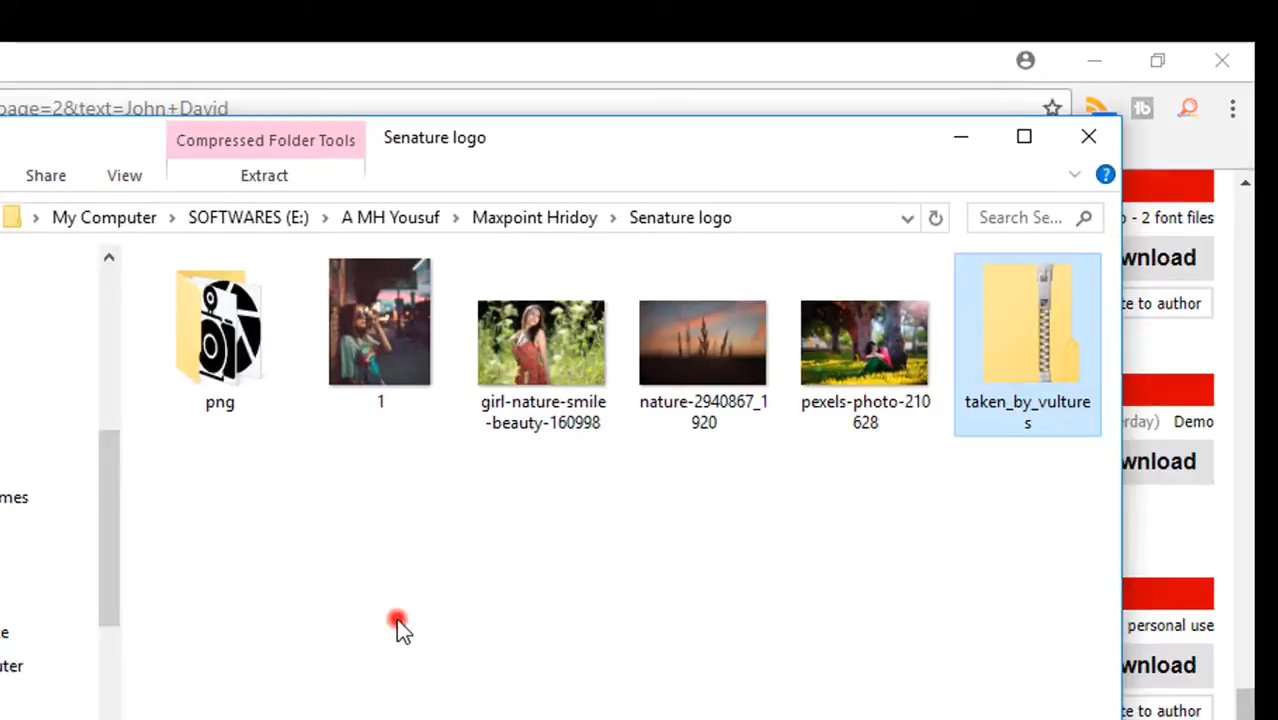 page=2&text=John+David
Compressed Folder Tools
Senature logo
Share
View
Extract
My Computer
SOFTWARES (E:)
A MH Yousuf
Maxpoint Hridoy
Senature logo
Search Se...
- 2 font files
wnload
te to author
png
1
girl-nature-smile
-beauty-160998
nature-2940867_1
920
pexels-photo-210
628
taken_by_vulture
s
rday)
Demo
wnload
mes
personal use
wnload
uter
te to author